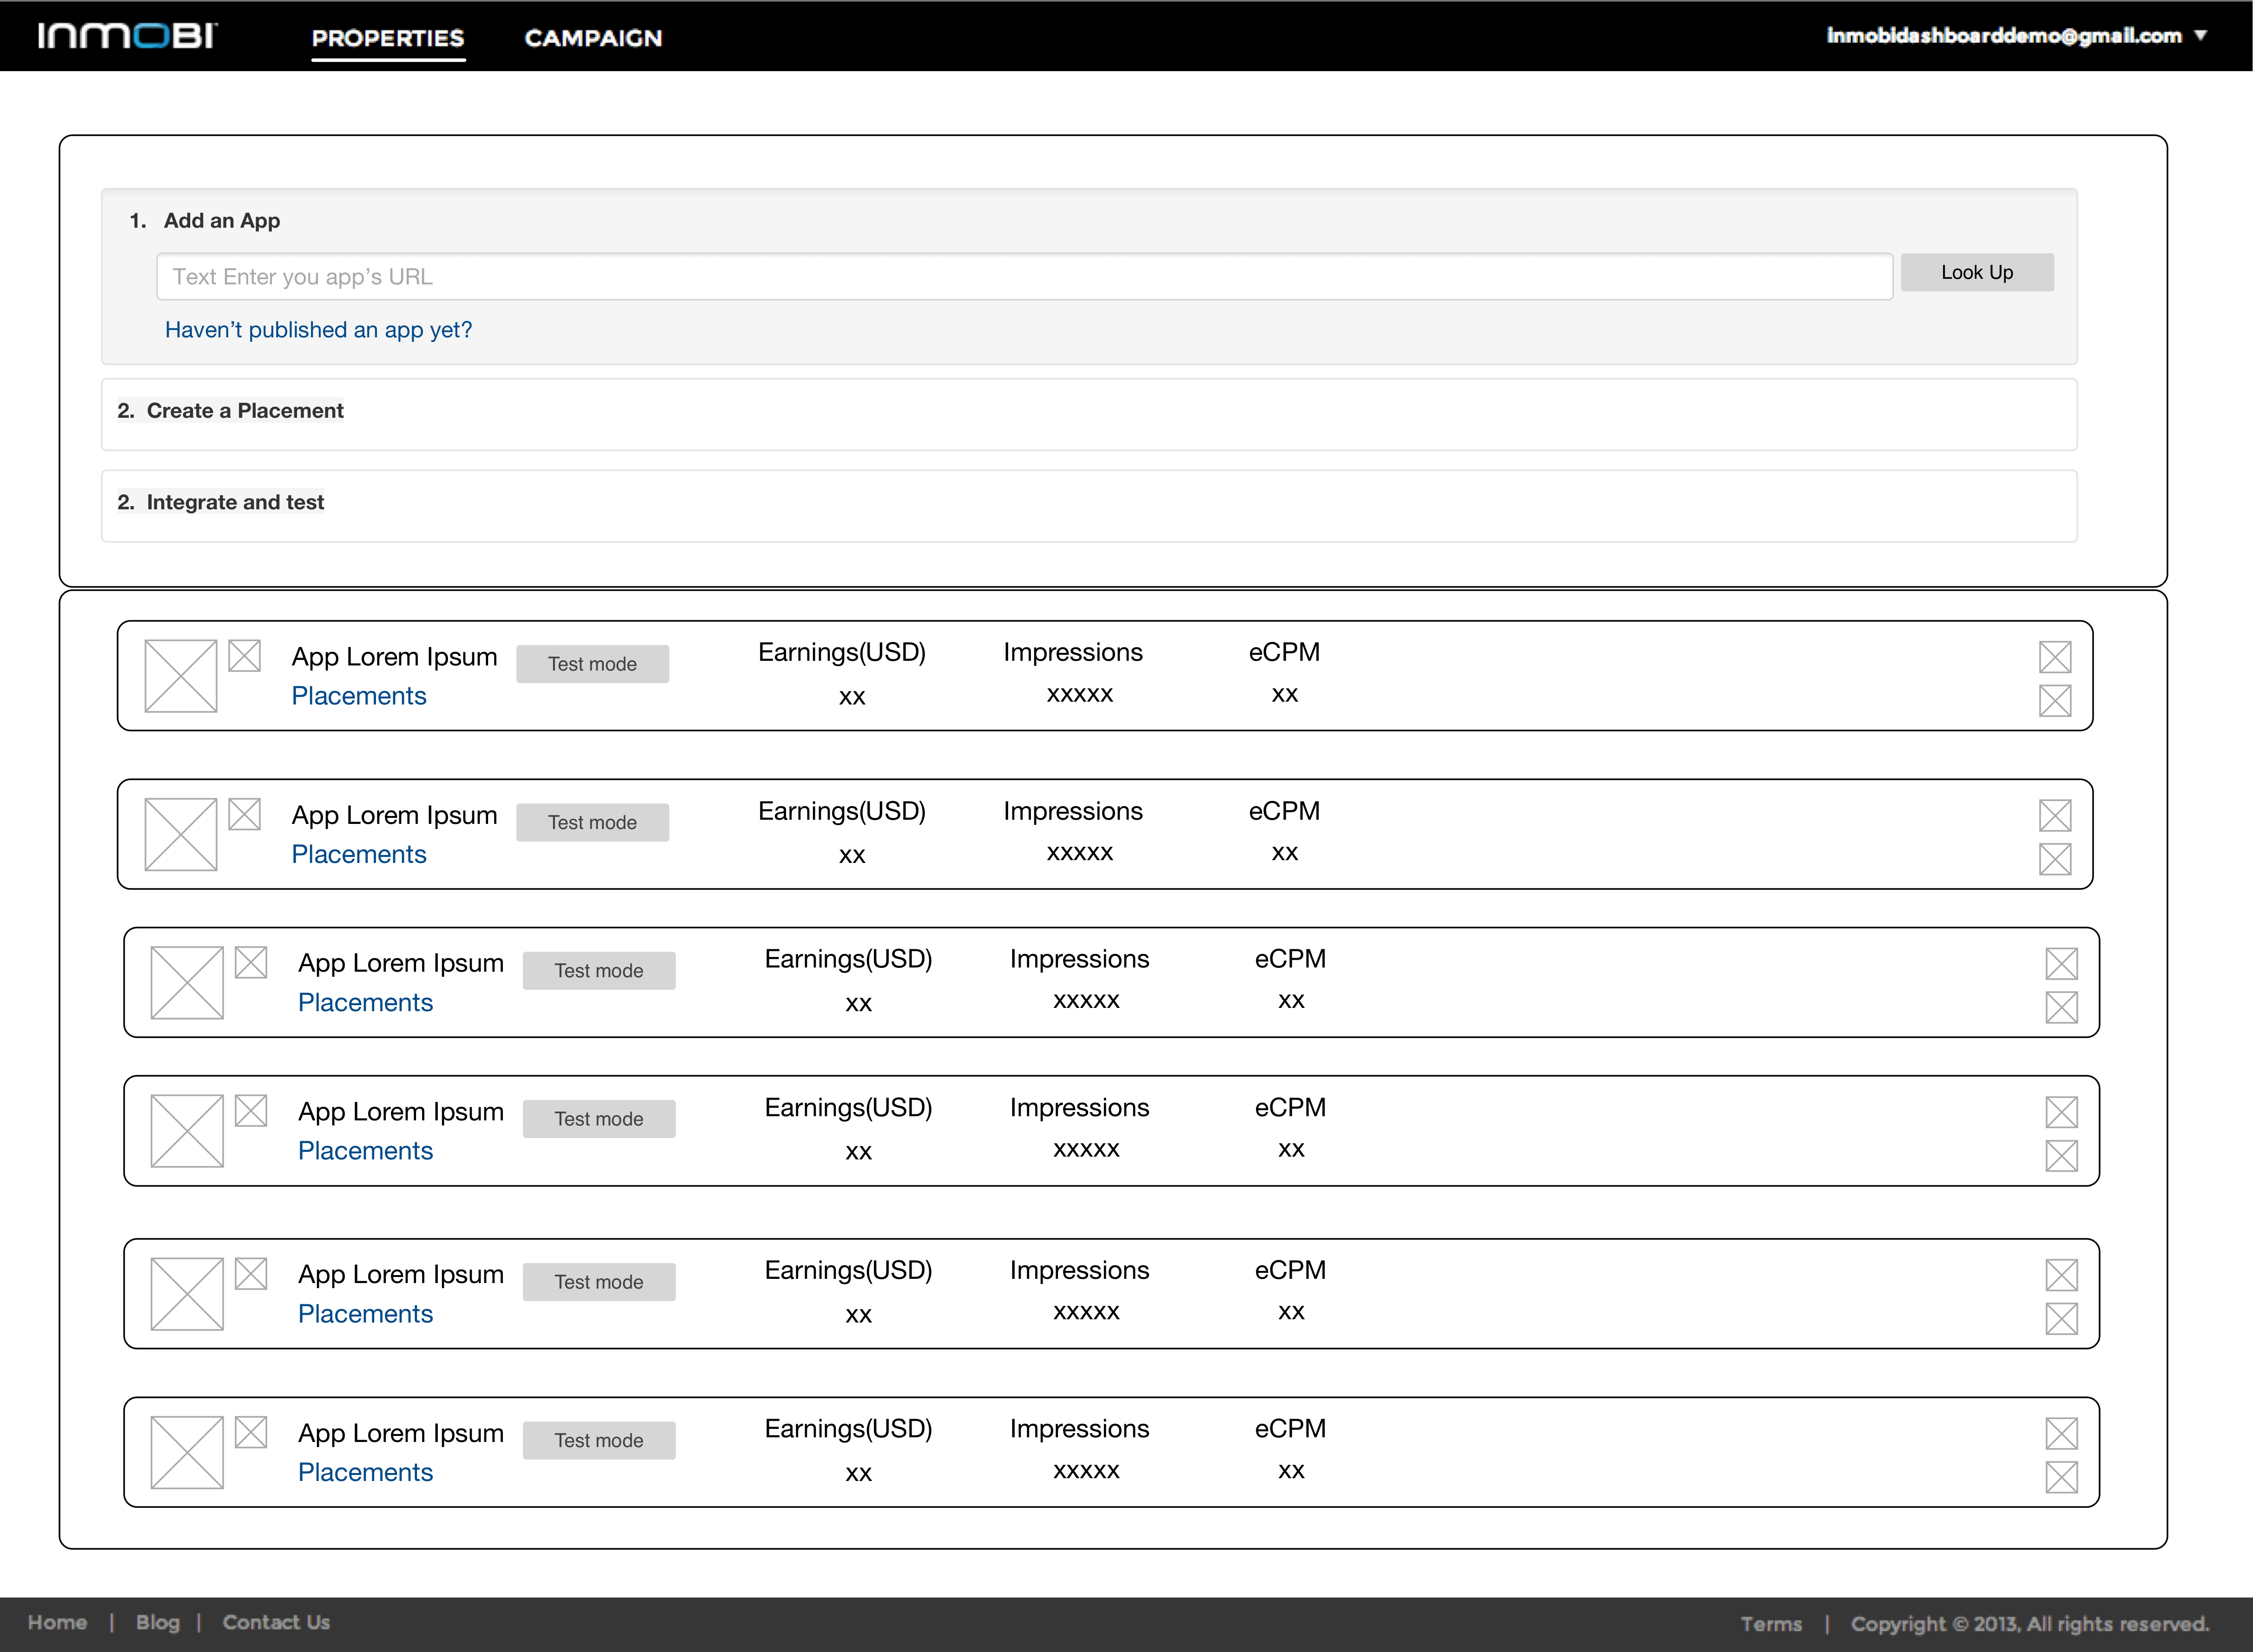 INMOBI PROPERTIES CAMPAIGN inmobidashboarddemo@gmail.com
1. Add an App
Text Enter you app’s URL Look Up
Haven’t published an app yet?
2. Create a Placement
2. Integrate and test
App Lorem Ipsum Test mode Earnings(USD) Impressions eCPM
Placements xx xxxxx xx
App Lorem Ipsum Test mode Earnings(USD) Impressions eCPM
Placements xx xxxxx xx
App Lorem Ipsum Test mode Earnings(USD) Impressions eCPM
Placements xx xxxxx xx
App Lorem Ipsum Test mode Earnings(USD) Impressions eCPM
Placements xx xxxxx xx
App Lorem Ipsum Test mode Earnings(USD) Impressions eCPM
Placements xx xxxxx xx
App Lorem Ipsum Test mode Earnings(USD) Impressions eCPM
Placements xx xxxxx xx
Home | Blog | Contact Us Terms | Copyright © 2013, All rights reserved.